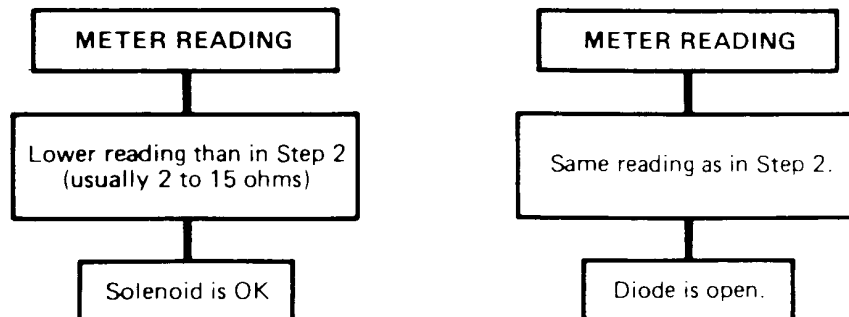 METER READING
Lower reading than in Step 2
(usually 2 to 15 ohms)
Solenoid is OK
METER READING
Same reading as in Step 2.
Diode is open.